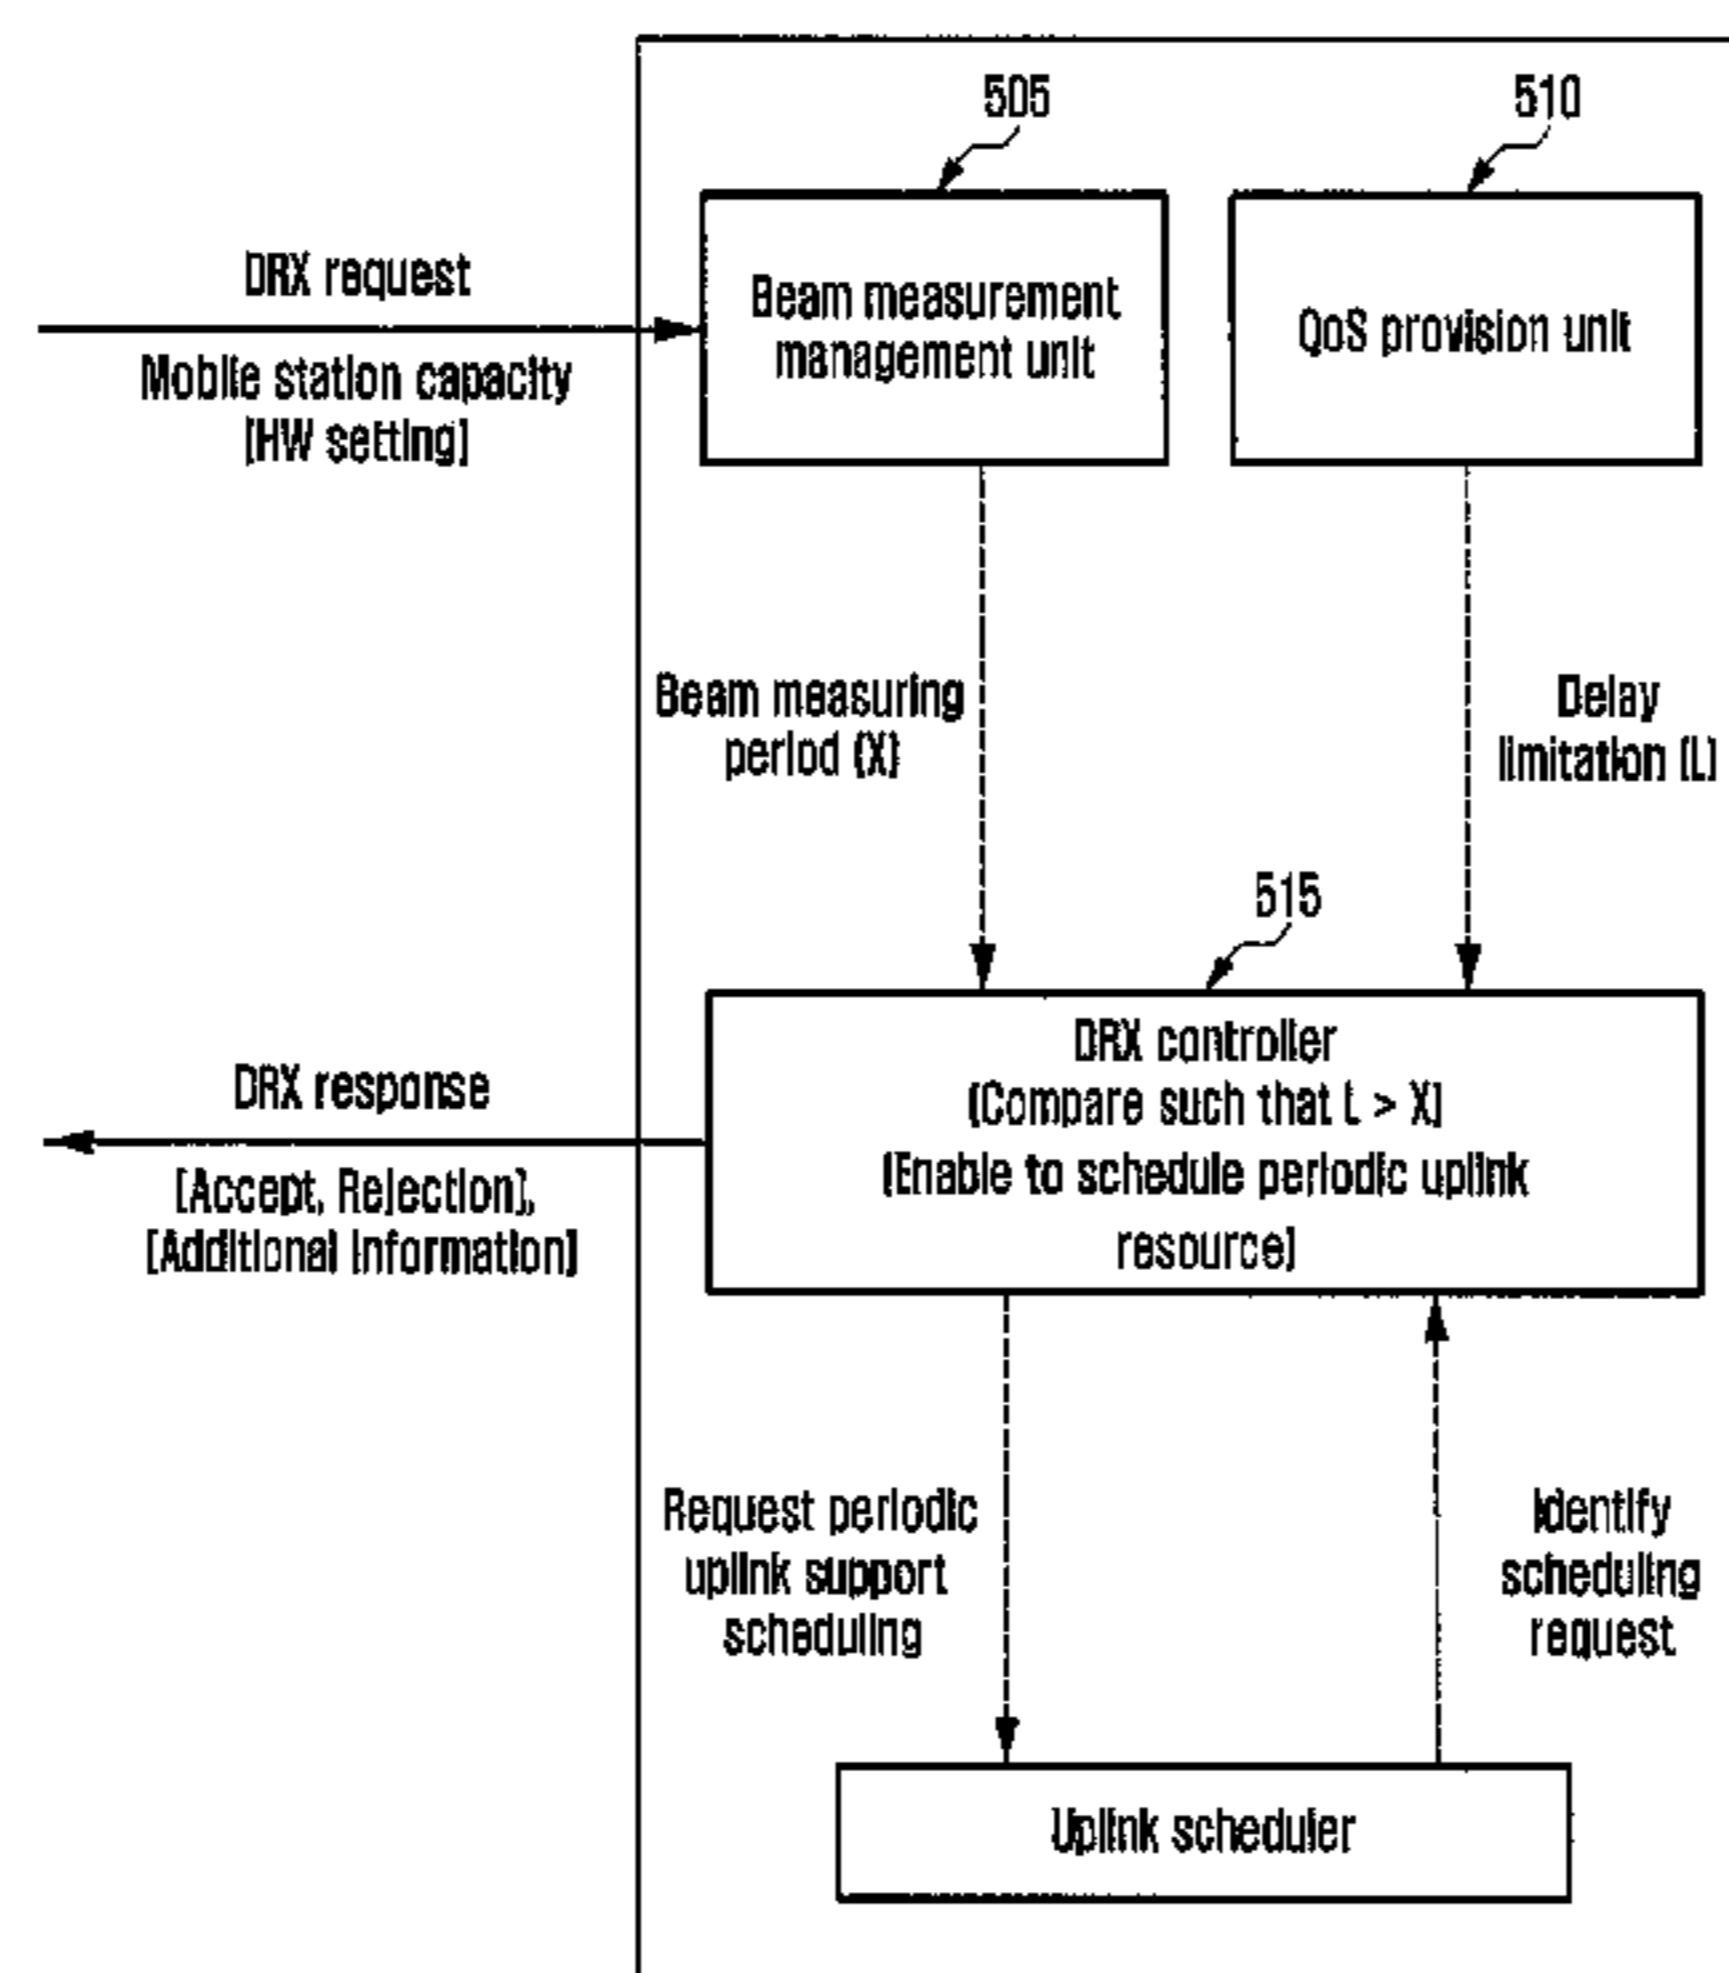 505
510
DRX request
Mobile station capacity
(HW setting)
Beam measurement
management unit
QoS provision unit
Beam measuring
period (X)
Delay
limitation (L)
515
DRX controller
(Compare such that L > X)
(Enable to schedule periodic uplink
resource)
DRX response
(Accept, Rejection),
(Additional information)
Request periodic
uplink support
scheduling
Identify
scheduling
request
Uplink scheduler